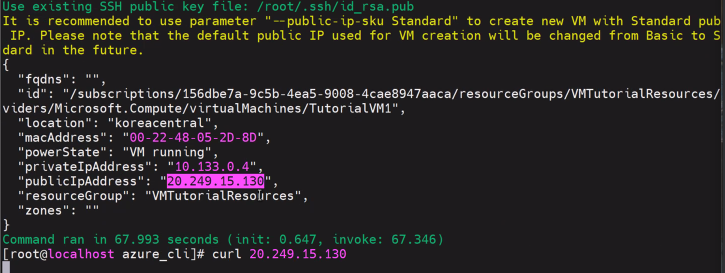 Use existing SSH public key file: /root/.ssh/id_rsa.pub
It is recommended to use parameter "--public-ip-sku Standard" to create new VM with Standard pub
 IP. Please note that the default public IP used for VM creation will be changed from Basic to S
dard in the future.
{
  "fqdns": "",
  "id": "/subscriptions/156dbe7a-9c5b-4ea5-9008-4cae8947aaca/resourceGroups/VMTutorialResources/
viders/Microsoft.Compute/virtualMachines/TutorialVM1",
  "location": "koreacentral",
  "macAddress": "00-22-48-05-2D-8D",
  "powerState": "VM running",
  "privateIpAddress": "10.133.0.4",
  "publicIpAddress": "20.249.15.130",
  "resourceGroup": "VMTutorialResources",
  "zones": ""
}
Command ran in 67.993 seconds (init: 0.647, invoke: 67.346)
[root@localhost azure_cli]# curl 20.249.15.130